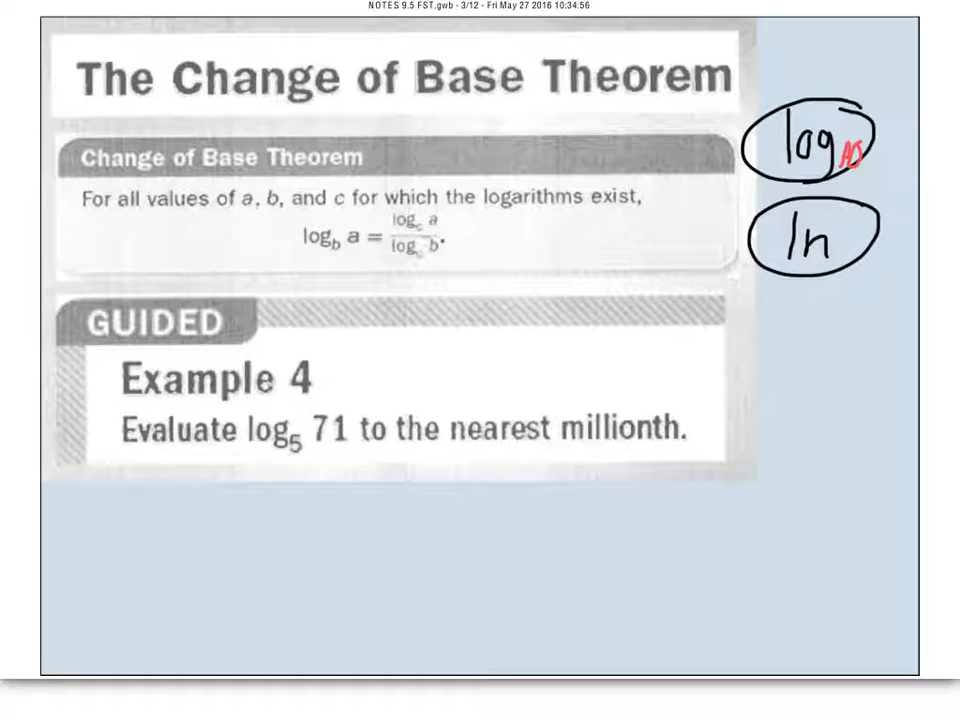 NOTES 9.5 FST.gwb - 3/12 - Fri May 27 2016 10:34:56
The Change of Base Theorem
Change of Base Theorem
For all values of a, b, and c for which the logarithms exist,
log_b a = log_c a / log_c b.
GUIDED
Example 4
Evaluate log₅ 71 to the nearest millionth.
log
ln